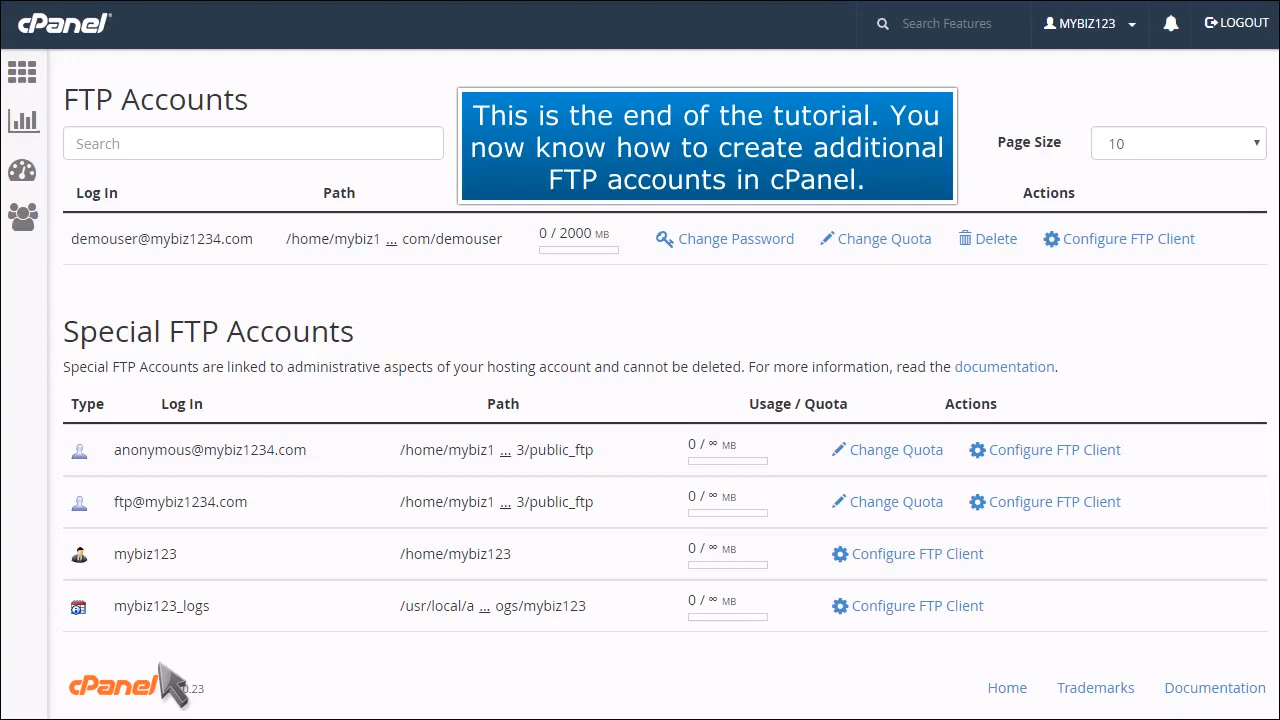 cPanel®
Search Features
MYBIZ123
LOGOUT
FTP Accounts
This is the end of the tutorial. You
now know how to create additional
FTP accounts in cPanel.
Search
Page Size
10
Log In Path Actions
demouser@mybiz1234.com /home/mybiz1 ... com/demouser 0 / 2000 MB Change Password Change Quota Delete Configure FTP Client
Special FTP Accounts
Special FTP Accounts are linked to administrative aspects of your hosting account and cannot be deleted. For more information, read the documentation.
Type Log In Path Usage / Quota Actions
anonymous@mybiz1234.com /home/mybiz1 ... 3/public_ftp 0 / ∞ MB Change Quota Configure FTP Client
ftp@mybiz1234.com /home/mybiz1 ... 3/public_ftp 0 / ∞ MB Change Quota Configure FTP Client
mybiz123 /home/mybiz123 0 / ∞ MB Configure FTP Client
mybiz123_logs /usr/local/a ... ogs/mybiz123 0 / ∞ MB Configure FTP Client
cPanel .23 Home Trademarks Documentation